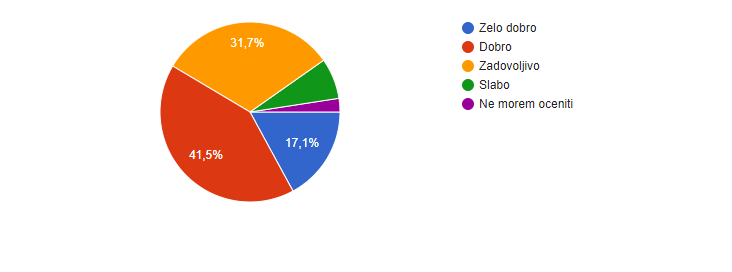 31,7%
41,5%
17,1%
Zelo dobro
Dobro
Zadovoljivo
Slabo
Ne morem oceniti